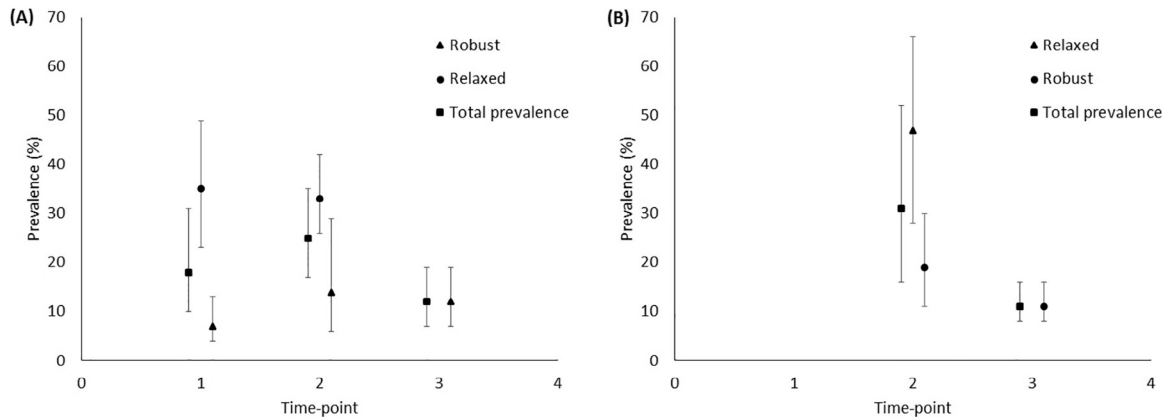 (A)
70
60
50
40
30
20
10
0
Prevalence (%)
0 1 2 3 4
Time-point
Robust
Relaxed
Total prevalence
(B)
70
60
50
40
30
20
10
0
Prevalence (%)
0 1 2 3 4
Time-point
Relaxed
Robust
Total prevalence